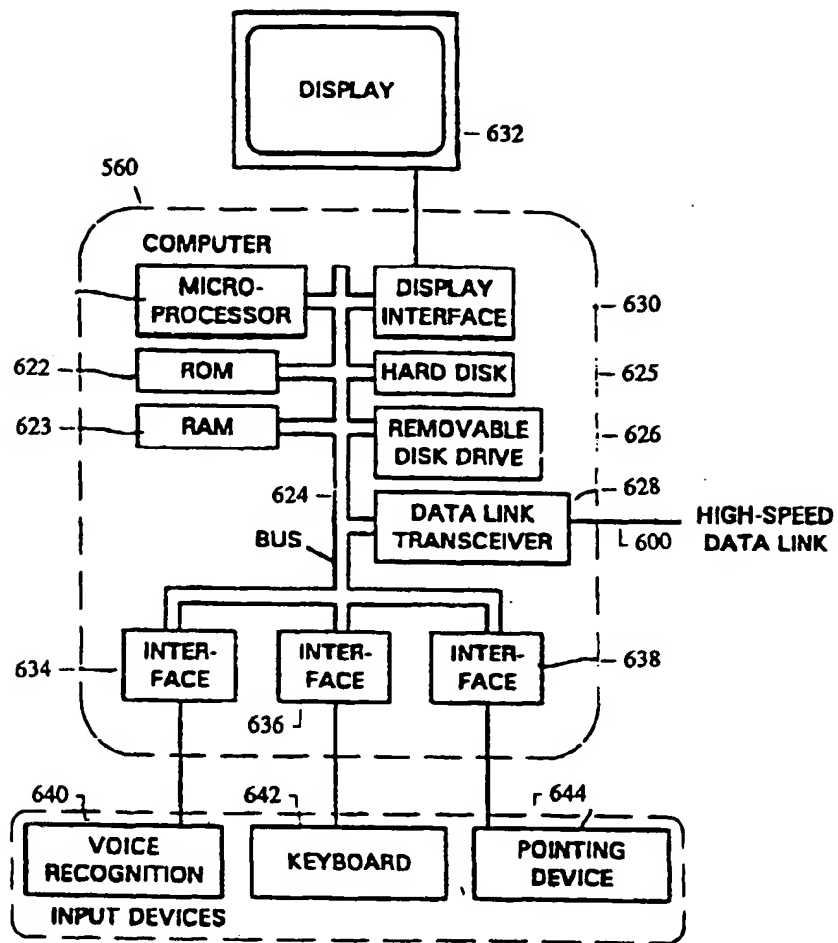 DISPLAY
632
560
COMPUTER
MICRO-
PROCESSOR
DISPLAY
INTERFACE
630
622
ROM
HARD DISK
625
623
RAM
REMOVABLE
DISK DRIVE
626
624
628
DATA LINK
TRANSCEIVER
HIGH-SPEED
DATA LINK
600
BUS
634
INTER-
FACE
INTER-
FACE
INTER-
FACE
638
636
640
642
644
VOICE
RECOGNITION
KEYBOARD
POINTING
DEVICE
INPUT DEVICES